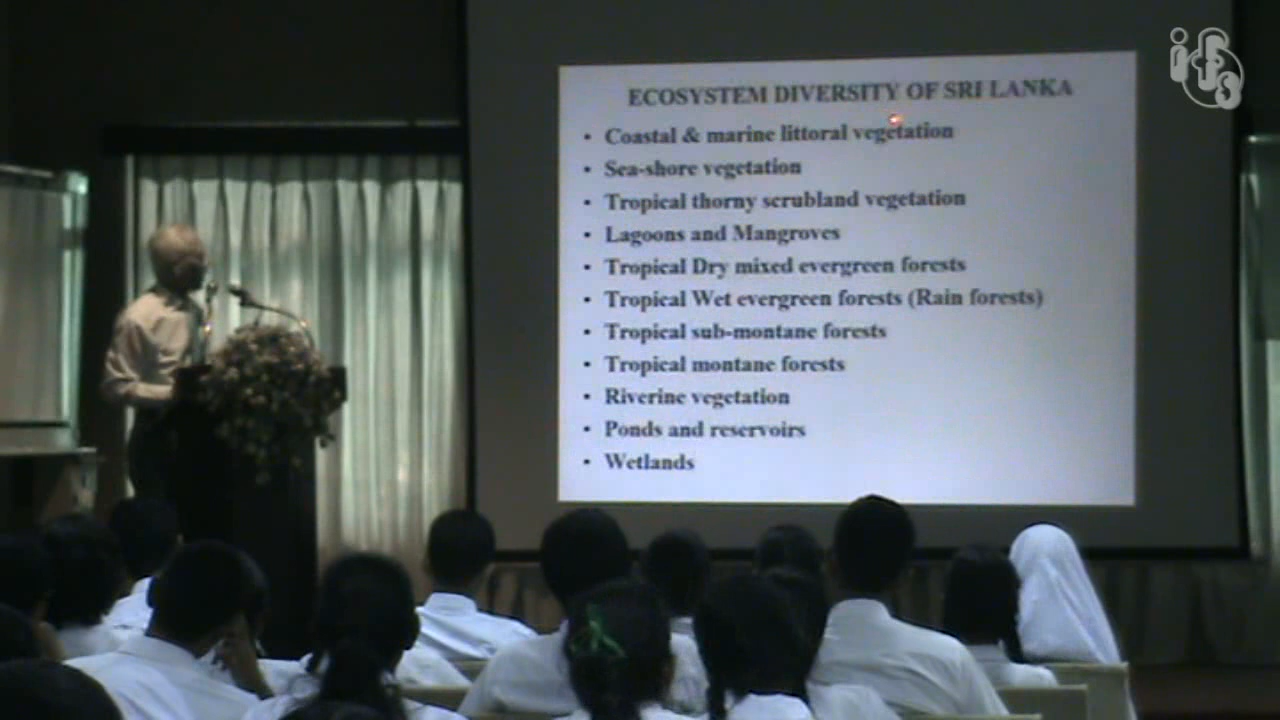 ECOSYSTEM DIVERSITY OF SRI LANKA
• Coastal & marine littoral vegetation
• Sea-shore vegetation
• Tropical thorny scrubland vegetation
• Lagoons and Mangroves
• Tropical Dry mixed evergreen forests
• Tropical Wet evergreen forests (Rain forests)
• Tropical sub-montane forests
• Tropical montane forests
• Riverine vegetation
• Ponds and reservoirs
• Wetlands